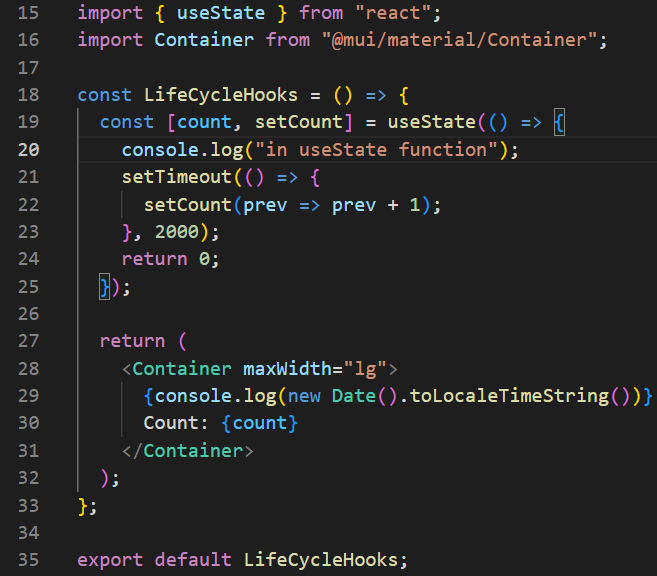 15 import { useState } from "react";
16 import Container from "@mui/material/Container";
17
18 const LifeCycleHooks = () => {
19   const [count, setCount] = useState(() => {
20     console.log("in useState function");
21     setTimeout(() => {
22       setCount(prev => prev + 1);
23     }, 2000);
24     return 0;
25   });
26
27   return (
28     <Container maxWidth="lg">
29       {console.log(new Date().toLocaleTimeString())}
30       Count: {count}
31     </Container>
32   );
33 };
34
35 export default LifeCycleHooks;